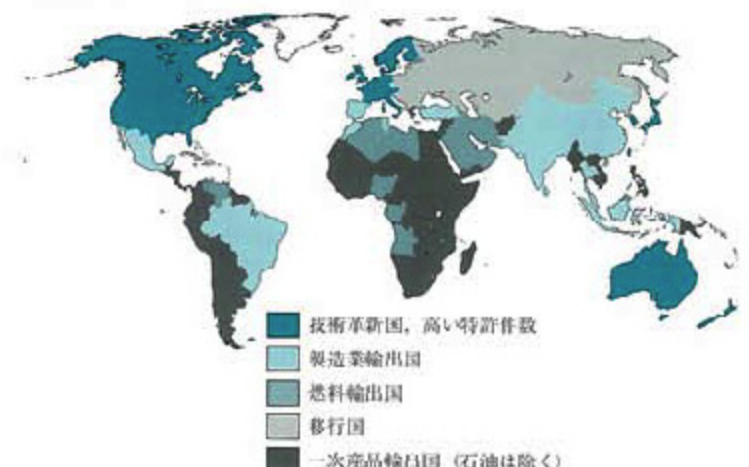 技術革新国，高い特許件数
製造業輸出国
燃料輸出国
移行国
一次産品輸出国（石油は除く）